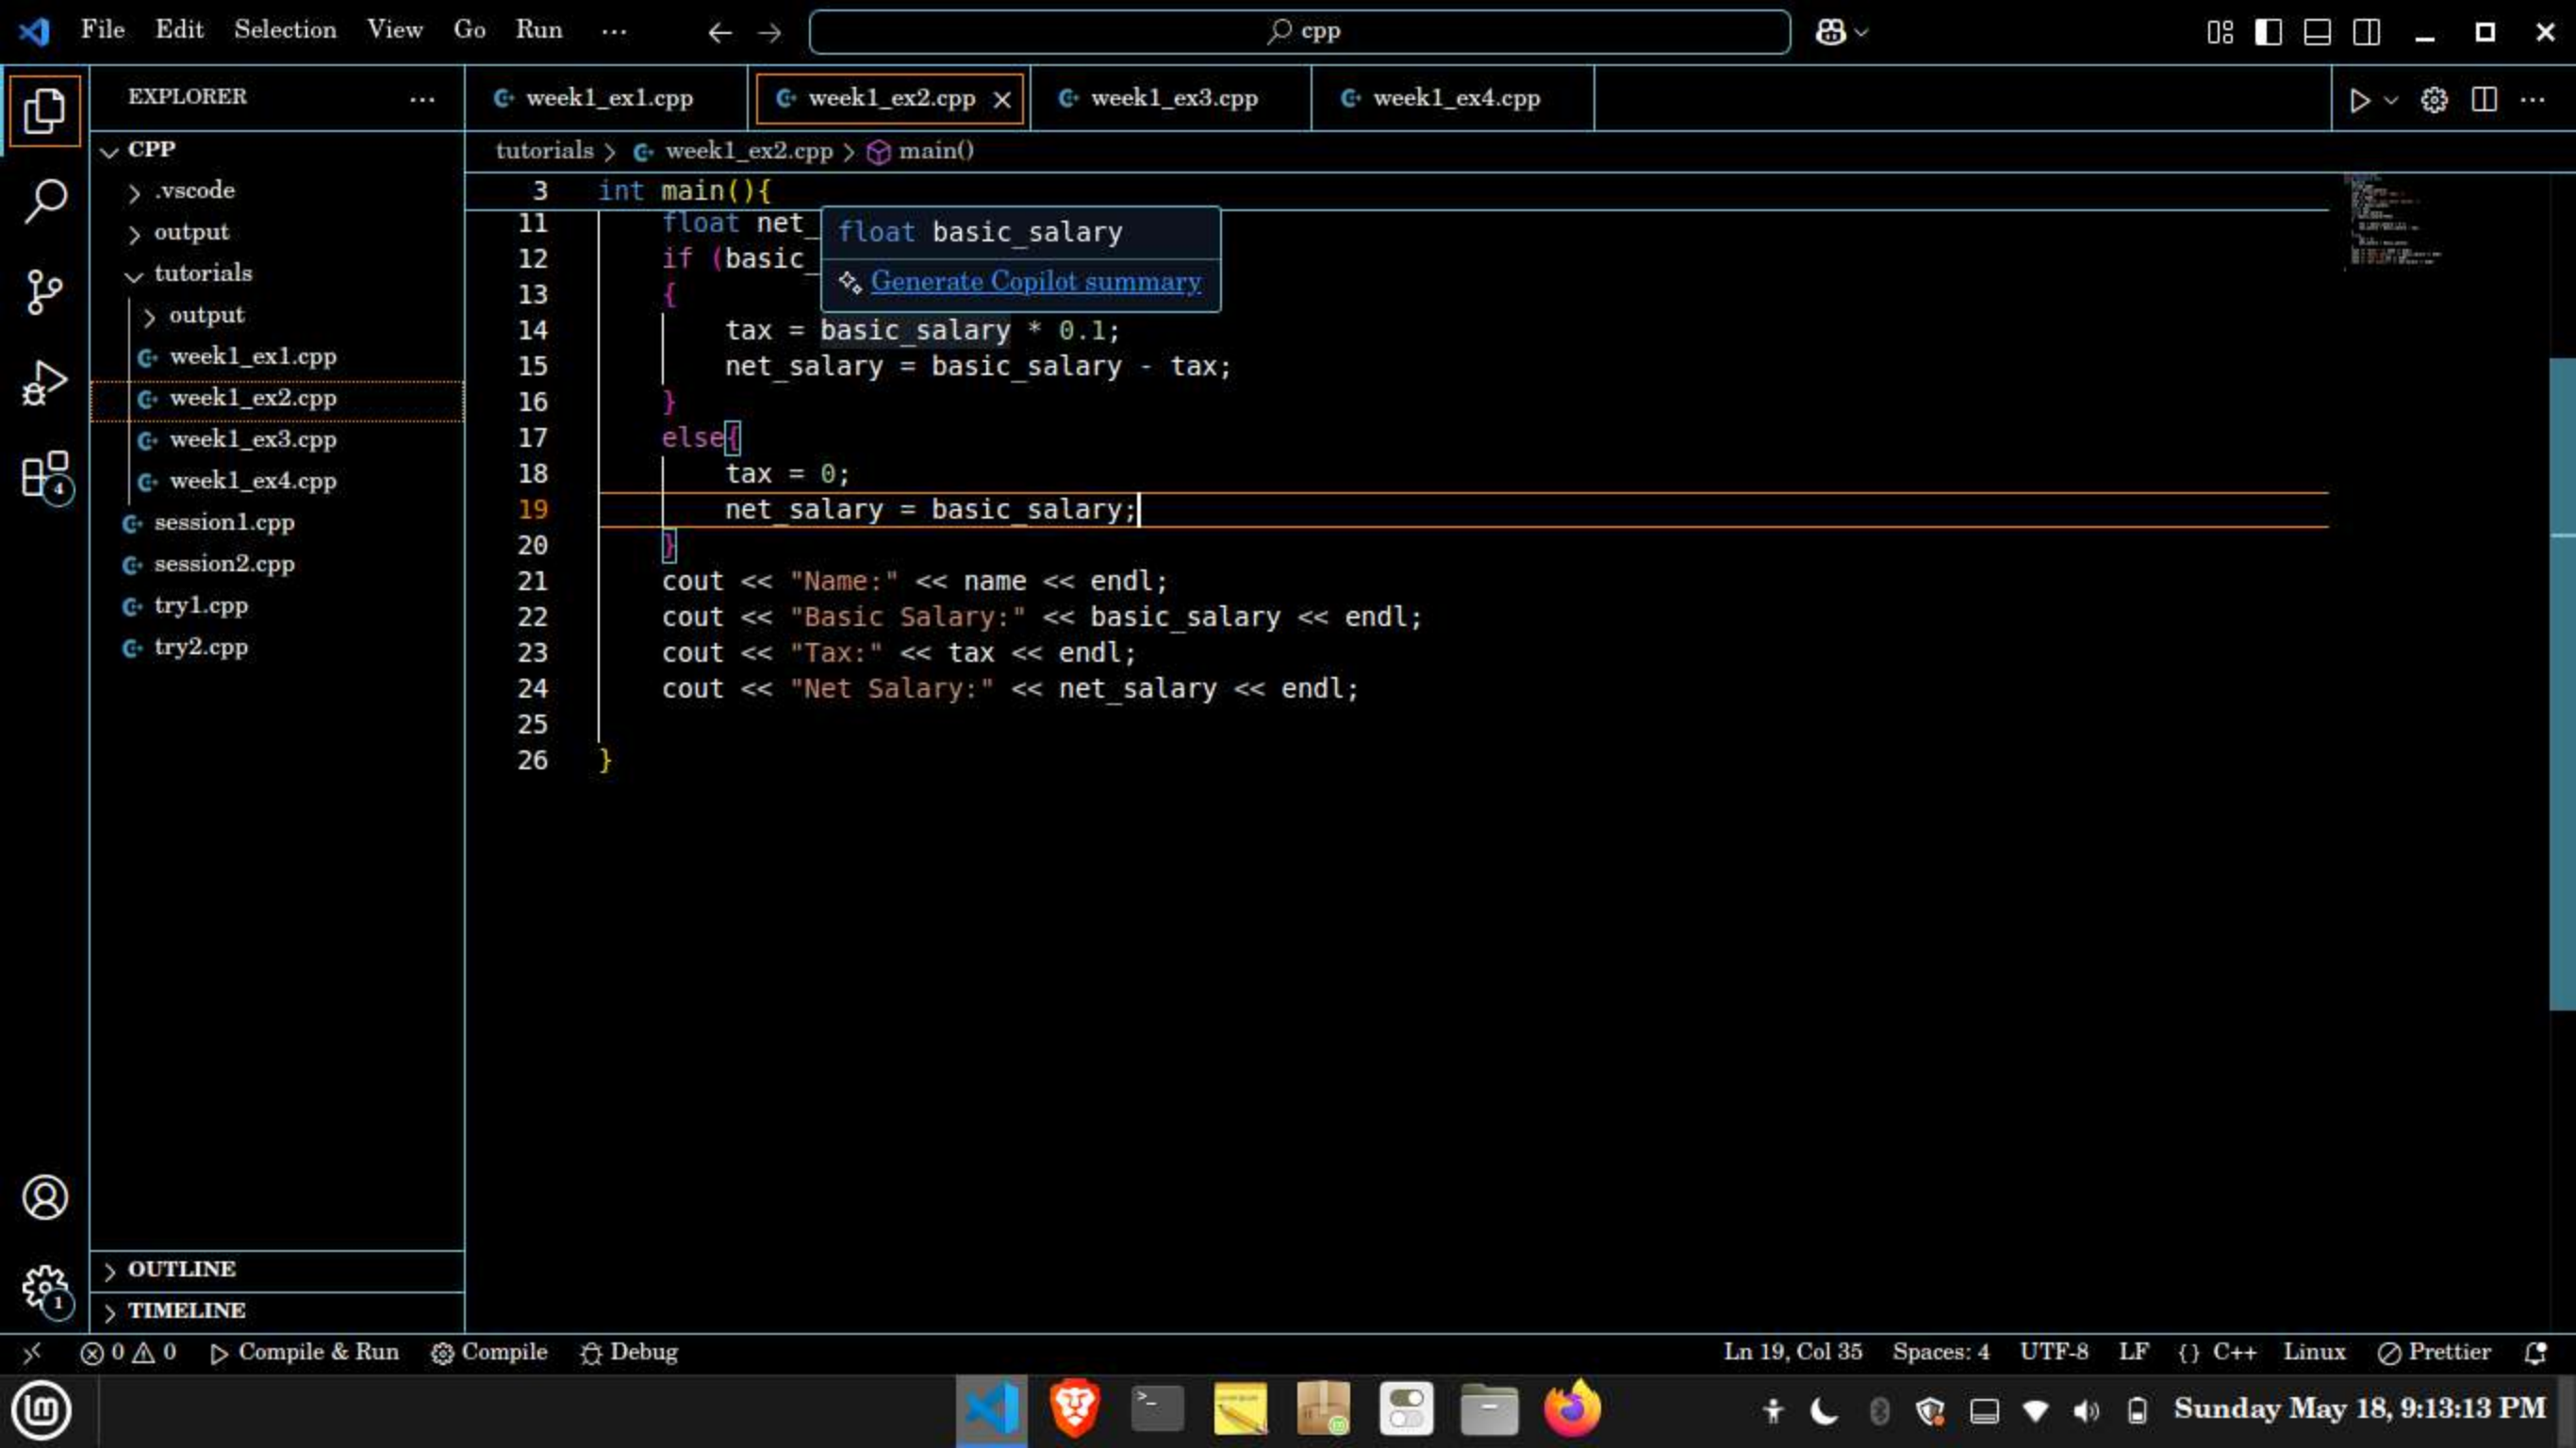 File Edit Selection View Go Run ... cpp
EXPLORER ...
week1_ex1.cpp
week1_ex2.cpp
week1_ex3.cpp
week1_ex4.cpp
CPP
.vscode
output
tutorials
output
week1_ex1.cpp
week1_ex2.cpp
week1_ex3.cpp
week1_ex4.cpp
session1.cpp
session2.cpp
try1.cpp
try2.cpp
OUTLINE
TIMELINE
4
1
tutorials > week1_ex2.cpp > main()
3 int main(){
float basic_salary
Generate Copilot summary
11 float net_
12 if (basic_
13 {
14 tax = basic_salary * 0.1;
15 net_salary = basic_salary - tax;
16 }
17 else{
18 tax = 0;
19 net_salary = basic_salary;
20 }
21 cout << "Name:" << name << endl;
22 cout << "Basic Salary:" << basic_salary << endl;
23 cout << "Tax:" << tax << endl;
24 cout << "Net Salary:" << net_salary << endl;
25
26 }
0 0 Compile & Run Compile Debug Ln 19, Col 35 Spaces: 4 UTF-8 LF {} C++ Linux Prettier
Sunday May 18, 9:13:13 PM